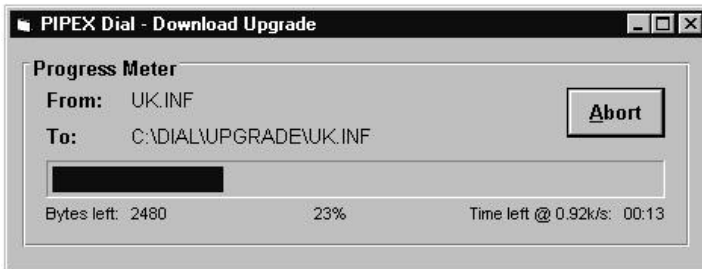 PIPEX Dial - Download Upgrade
Progress Meter
From: UK.INF
Abort
To: C:\DIAL\UPGRADE\UK.INF
Bytes left: 2480 23% Time left @ 0.92k/s: 00:13